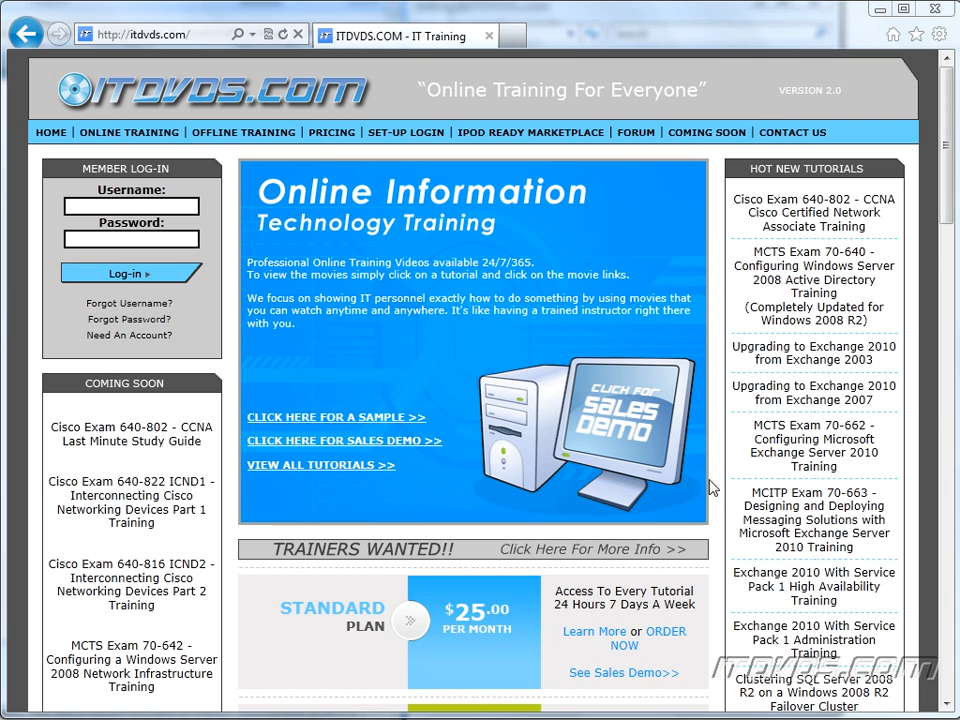 http://itdvds.com/
ITDVDS.COM - IT Training
ITDVDS.COM
"Online Training For Everyone"
VERSION 2.0
HOME | ONLINE TRAINING | OFFLINE TRAINING | PRICING | SET-UP LOGIN | IPOD READY MARKETPLACE | FORUM | COMING SOON | CONTACT US
MEMBER LOG-IN
Username:
Password:
Log-in
Forgot Username?
Forgot Password?
Need An Account?
COMING SOON
Cisco Exam 640-802 - CCNA
Last Minute Study Guide
Cisco Exam 640-822 ICND1 -
Interconnecting Cisco
Networking Devices Part 1
Training
Cisco Exam 640-816 ICND2 -
Interconnecting Cisco
Networking Devices Part 2
Training
MCTS Exam 70-642 -
Configuring a Windows Server
2008 Network Infrastructure
Training
Online Information
Technology Training
Professional Online Training Videos available 24/7/365.
To view the movies simply click on a tutorial and click on the movie links.
We focus on showing IT personnel exactly how to do something by using movies that
you can watch anytime and anywhere. It's like having a trained instructor right there
with you.
CLICK HERE FOR A SAMPLE >>
CLICK HERE FOR SALES DEMO >>
VIEW ALL TUTORIALS >>
CLICK FOR
SALES
DEMO
TRAINERS WANTED!! Click Here For More Info >>
STANDARD
PLAN
$25.00
PER MONTH
Access To Every Tutorial
24 Hours 7 Days A Week
Learn More or ORDER
NOW
See Sales Demo>>
HOT NEW TUTORIALS
Cisco Exam 640-802 - CCNA
Cisco Certified Network
Associate Training
MCTS Exam 70-640 -
Configuring Windows Server
2008 Active Directory
Training
(Completely Updated for
Windows 2008 R2)
Upgrading to Exchange 2010
from Exchange 2003
Upgrading to Exchange 2010
from Exchange 2007
MCTS Exam 70-662 -
Configuring Microsoft
Exchange Server 2010
Training
MCITP Exam 70-663 -
Designing and Deploying
Messaging Solutions with
Microsoft Exchange Server
2010 Training
Exchange 2010 With Service
Pack 1 High Availability
Training
Exchange 2010 With Service
Pack 1 Administration
Training
Clustering SQL Server 2008
R2 on a Windows 2008 R2
Failover Cluster
ITDVDS.COM